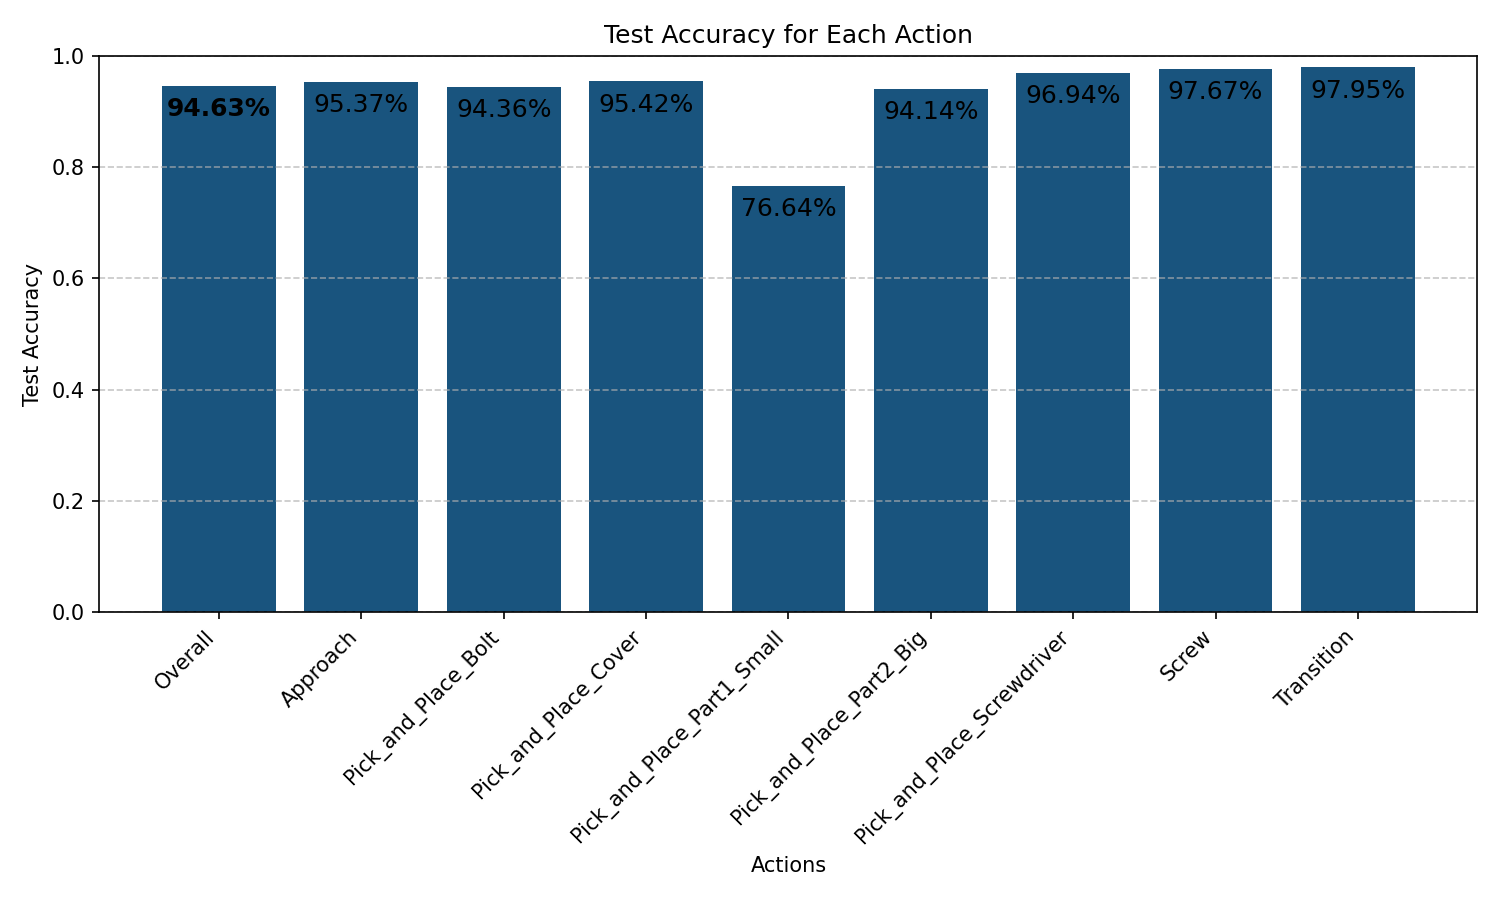 Test Accuracy for Each Action
Test Accuracy
1.0
0.8
0.6
0.4
0.2
0.0
94.63%
95.37%
94.36%
95.42%
76.64%
94.14%
96.94%
97.67%
97.95%
Overall
Approach
Pick_and_Place_Bolt
Pick_and_Place_Cover
Pick_and_Place_Part1_Small
Pick_and_Place_Part2_Big
Pick_and_Place_Screwdriver
Screw
Transition
Actions